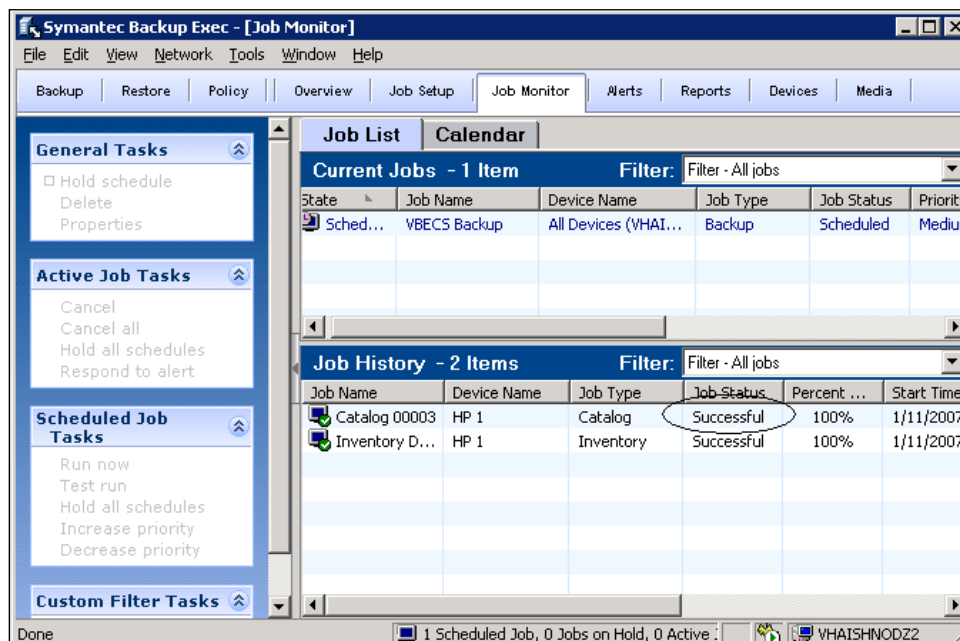 Symantec Backup Exec - [Job Monitor]
File Edit View Network Tools Window Help
Backup Restore Policy Overview Job Setup Job Monitor Alerts Reports Devices Media
General Tasks
Hold schedule
Delete
Properties
Active Job Tasks
Cancel
Cancel all
Hold all schedules
Respond to alert
Scheduled Job
Tasks
Run now
Test run
Hold all schedules
Increase priority
Decrease priority
Custom Filter Tasks
Job List Calendar
Current Jobs - 1 Item Filter: Filter - All jobs
State Job Name Device Name Job Type Job Status Priorit
Sched... VBECS Backup All Devices (VHAI... Backup Scheduled Mediu
Job History - 2 Items Filter: Filter - All jobs
Job Name Device Name Job Type Job Status Percent ... Start Time
Catalog 00003 HP 1 Catalog Successful 100% 1/11/2007
Inventory D... HP 1 Inventory Successful 100% 1/11/2007
Done 1 Scheduled Job, 0 Jobs on Hold, 0 Active VHAISHNODZ2